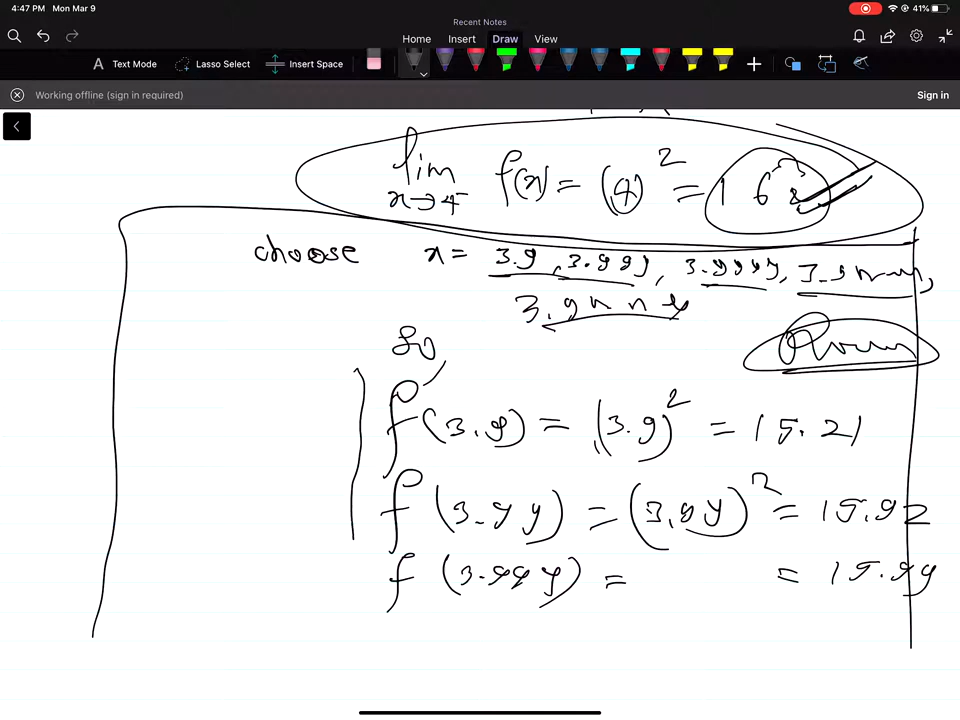 4:47 PM Mon Mar 9
41%
Recent Notes
Home Insert Draw View
Text Mode Lasso Select Insert Space
Working offline (sign in required) Sign in
lim x→4⁻ f(x) = (4)² = 16
choose x = 3.9, 3.999, 3.9999,
So,
f(3.9) = (3.9)² = 15.21
f(3.99) = (3.99)² = 15.92
f(3.999) = = 15.99